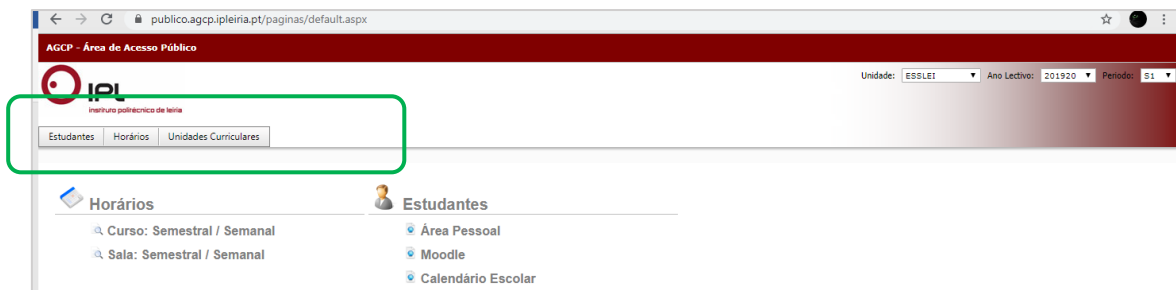 publico.agcp.ipleiria.pt/paginas/default.aspx
AGCP - Área de Acesso Público
IPL
instituto politécnico de leiria
Unidade: ESSLEI Ano Lectivo: 201920 Periodo: S1
Estudantes Horários Unidades Curriculares
Horários
Curso: Semestral / Semanal
Sala: Semestral / Semanal
Estudantes
Área Pessoal
Moodle
Calendário Escolar